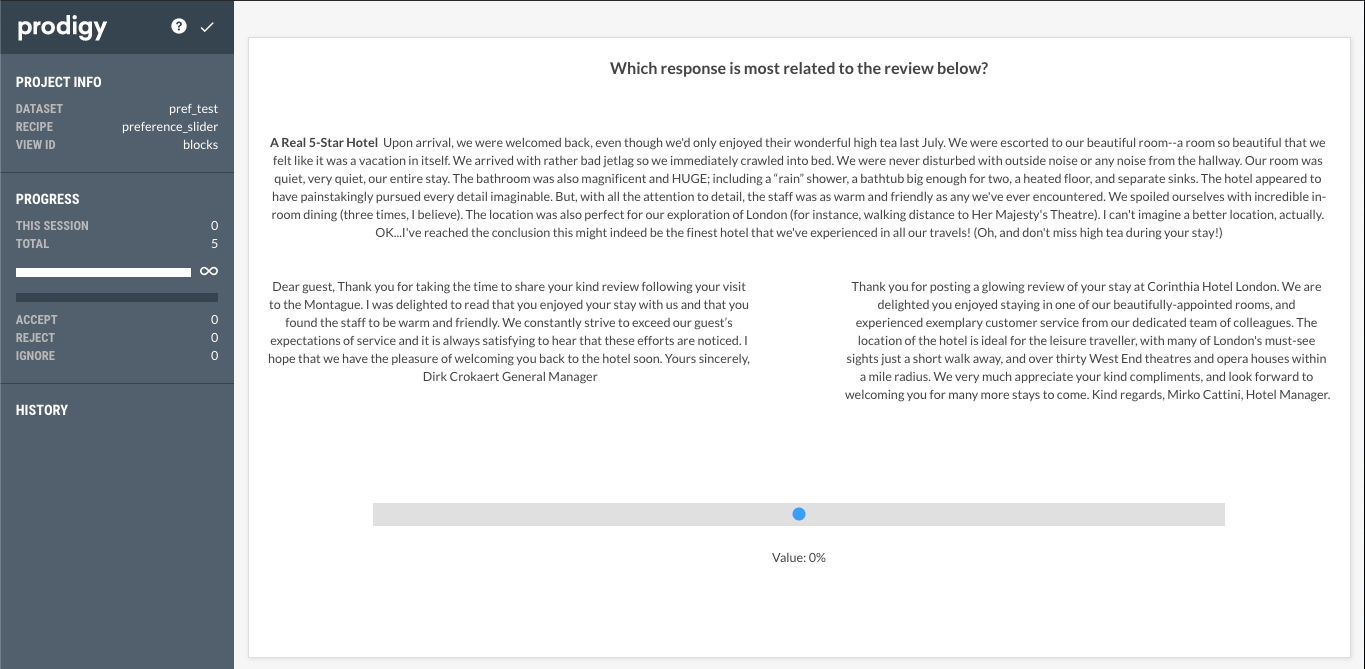 prodigy
PROJECT INFO
DATASET pref_test
RECIPE preference_slider
VIEW ID blocks
PROGRESS
THIS SESSION 0
TOTAL 5
∞
ACCEPT 0
REJECT 0
IGNORE 0
HISTORY
Which response is most related to the review below?
A Real 5-Star Hotel Upon arrival, we were welcomed back, even though we'd only enjoyed their wonderful high tea last July. We were escorted to our beautiful room--a room so beautiful that we
felt like it was a vacation in itself. We arrived with rather bad jetlag so we immediately crawled into bed. We were never disturbed with outside noise or any noise from the hallway. Our room was
quiet, very quiet, our entire stay. The bathroom was also magnificent and HUGE; including a “rain” shower, a bathtub big enough for two, a heated floor, and separate sinks. The hotel appeared to
have painstakingly pursued every detail imaginable. But, with all the attention to detail, the staff was as warm and friendly as any we've ever encountered. We spoiled ourselves with incredible in-
room dining (three times, I believe). The location was also perfect for our exploration of London (for instance, walking distance to Her Majesty's Theatre). I can't imagine a better location, actually.
OK...I've reached the conclusion this might indeed be the finest hotel that we've experienced in all our travels! (Oh, and don't miss high tea during your stay!)
Dear guest, Thank you for taking the time to share your kind review following your visit
to the Montague. I was delighted to read that you enjoyed your stay with us and that you
found the staff to be warm and friendly. We constantly strive to exceed our guest’s
expectations of service and it is always satisfying to hear that these efforts are noticed. I
hope that we have the pleasure of welcoming you back to the hotel soon. Yours sincerely,
Dirk Crokaert General Manager
Thank you for posting a glowing review of your stay at Corinthia Hotel London. We are
delighted you enjoyed staying in one of our beautifully-appointed rooms, and
experienced exemplary customer service from our dedicated team of colleagues. The
location of the hotel is ideal for the leisure traveller, with many of London's must-see
sights just a short walk away, and over thirty West End theatres and opera houses within
a mile radius. We very much appreciate your kind compliments, and look forward to
welcoming you for many more stays to come. Kind regards, Mirko Cattini, Hotel Manager.
Value: 0%